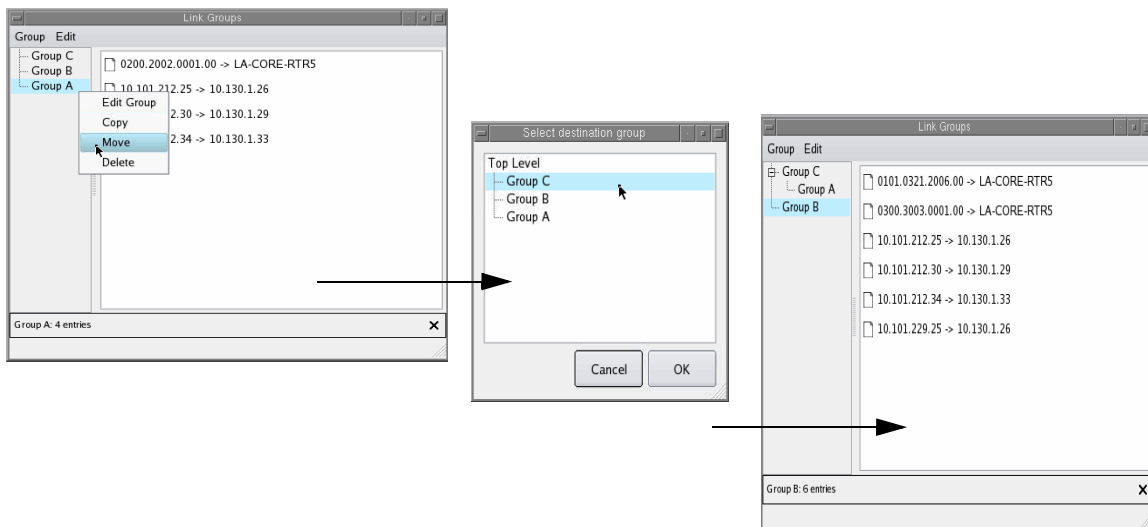 Link Groups
Group Edit
Group C
Group B
Group A
0200.2002.0001.00 -> LA-CORE-RTR5
10.101.212.25 -> 10.130.1.26
2.30 -> 10.130.1.29
2.34 -> 10.130.1.33
Edit Group
Copy
Move
Delete
Group A: 4 entries
Select destination group
Top Level
Group C
Group B
Group A
Cancel OK
Link Groups
Group Edit
Group C
Group A
Group B
0101.0321.2006.00 -> LA-CORE-RTR5
0300.3003.0001.00 -> LA-CORE-RTR5
10.101.212.25 -> 10.130.1.26
10.101.212.30 -> 10.130.1.29
10.101.212.34 -> 10.130.1.33
10.101.229.25 -> 10.130.1.26
Group B: 6 entries